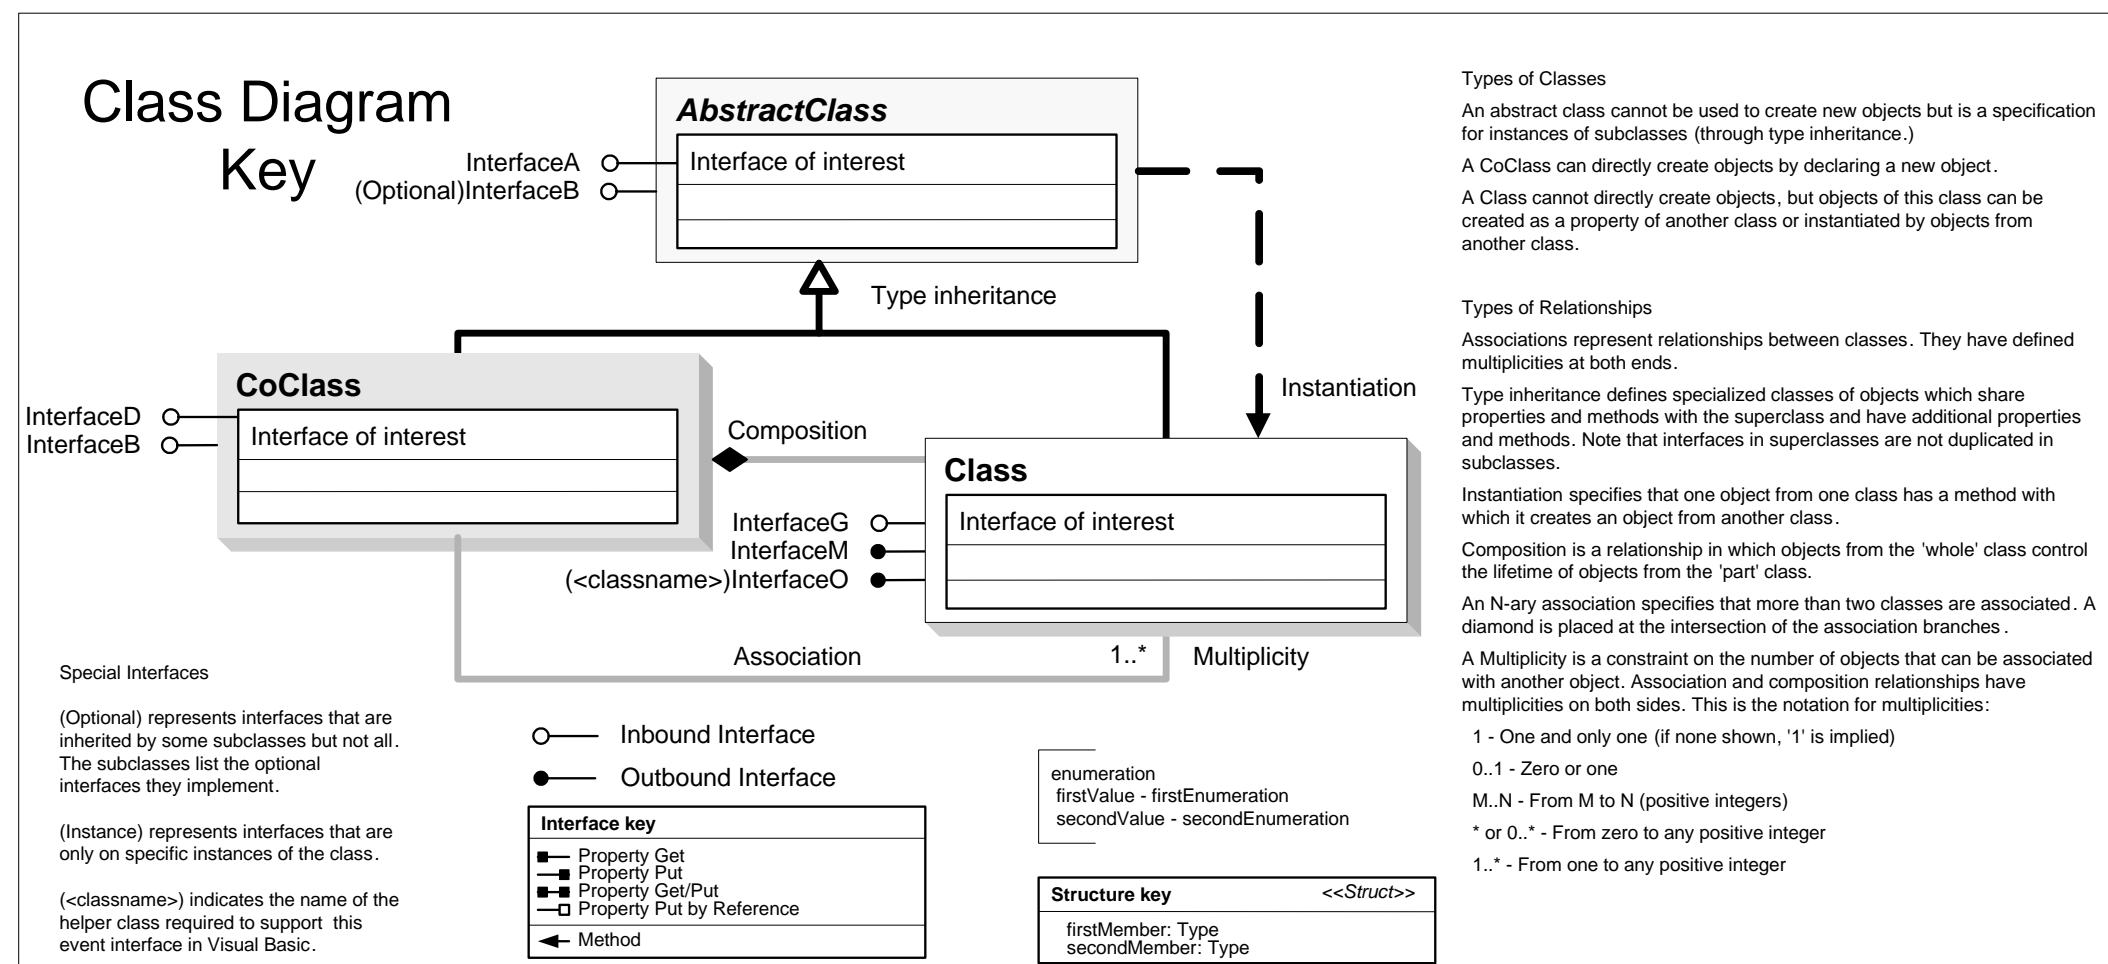 Class Diagram
Key
AbstractClass
Interface of interest
InterfaceA
(Optional)InterfaceB
Type inheritance
CoClass
Interface of interest
InterfaceD
InterfaceB
Composition
Instantiation
Class
Interface of interest
InterfaceG
InterfaceM
(<classname>)InterfaceO
Association
1..*
Multiplicity
Special Interfaces
(Optional) represents interfaces that are
inherited by some subclasses but not all.
The subclasses list the optional
interfaces they implement.
(Instance) represents interfaces that are
only on specific instances of the class.
(<classname>) indicates the name of the
helper class required to support this
event interface in Visual Basic.
Inbound Interface
Outbound Interface
Interface key
Property Get
Property Put
Property Get/Put
Property Put by Reference
Method
enumeration
firstValue - firstEnumeration
secondValue - secondEnumeration
Structure key <<Struct>>
firstMember: Type
secondMember: Type
Types of Classes
An abstract class cannot be used to create new objects but is a specification
for instances of subclasses (through type inheritance.)
A CoClass can directly create objects by declaring a new object.
A Class cannot directly create objects, but objects of this class can be
created as a property of another class or instantiated by objects from
another class.
Types of Relationships
Associations represent relationships between classes. They have defined
multiplicities at both ends.
Type inheritance defines specialized classes of objects which share
properties and methods with the superclass and have additional properties
and methods. Note that interfaces in superclasses are not duplicated in
subclasses.
Instantiation specifies that one object from one class has a method with
which it creates an object from another class.
Composition is a relationship in which objects from the 'whole' class control
the lifetime of objects from the 'part' class.
An N-ary association specifies that more than two classes are associated. A
diamond is placed at the intersection of the association branches.
A Multiplicity is a constraint on the number of objects that can be associated
with another object. Association and composition relationships have
multiplicities on both sides. This is the notation for multiplicities:
1 - One and only one (if none shown, '1' is implied)
0..1 - Zero or one
M..N - From M to N (positive integers)
* or 0..* - From zero to any positive integer
1..* - From one to any positive integer